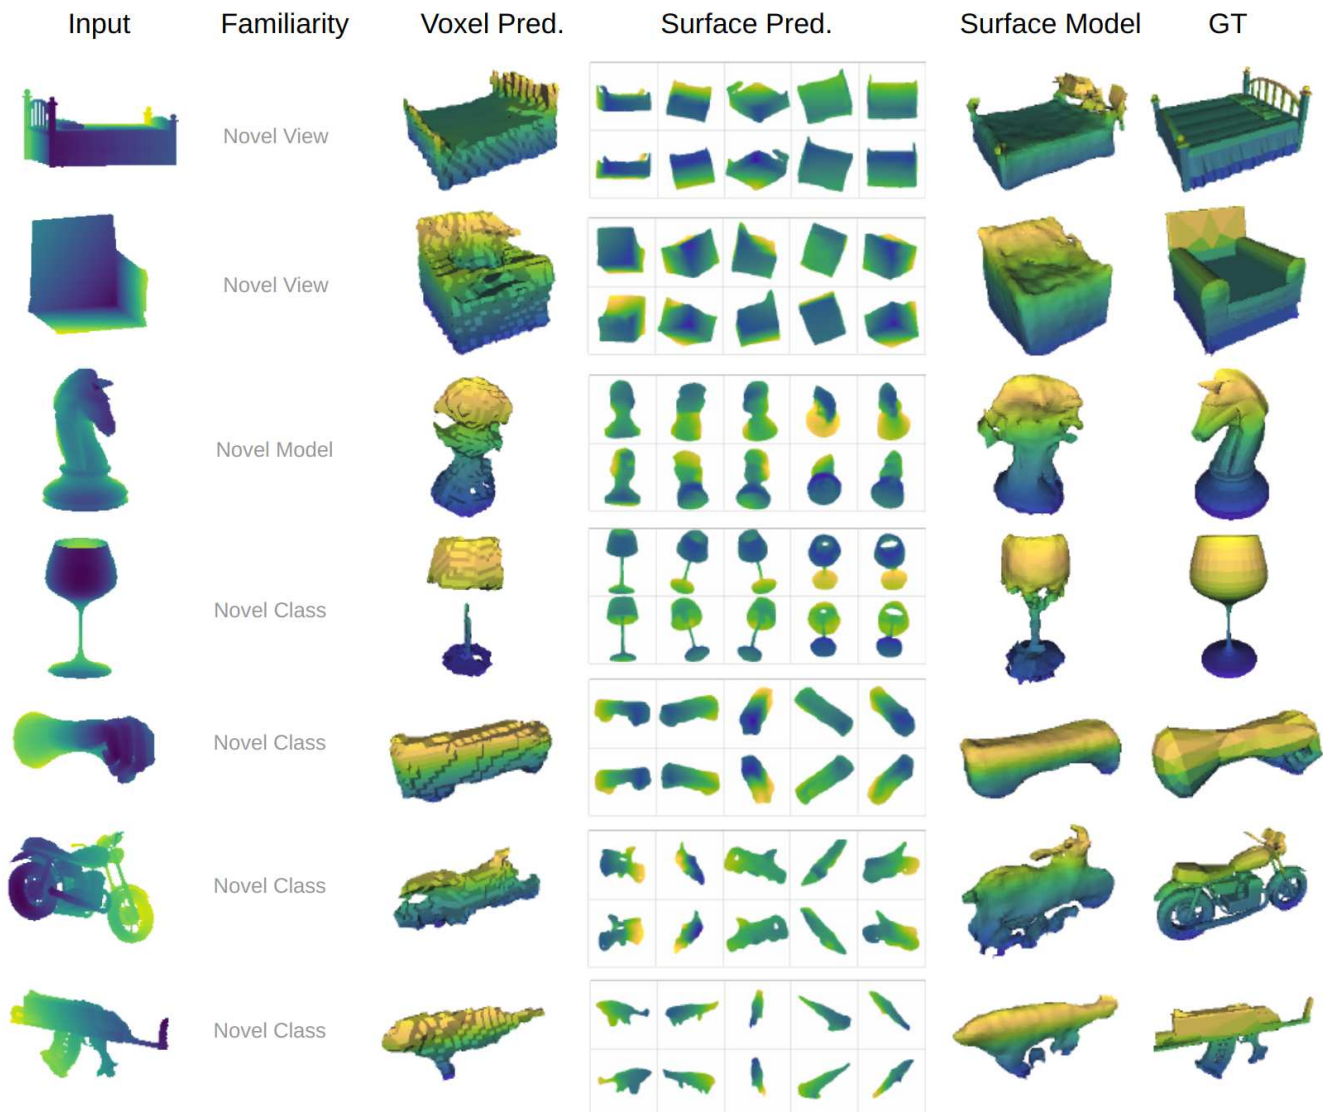 Input Familiarity Voxel Pred. Surface Pred. Surface Model GT
Novel View
Novel View
Novel Model
Novel Class
Novel Class
Novel Class
Novel Class